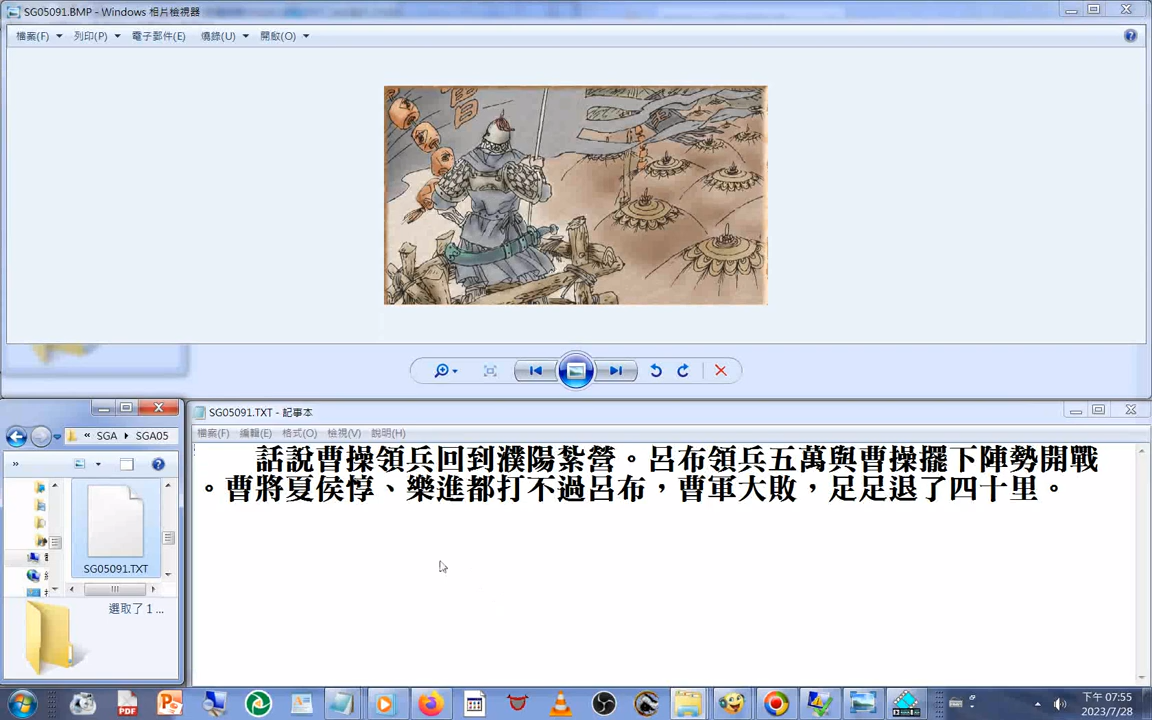 SG05091.BMP - Windows 相片檢視器
檔案(F) 列印(P) 電子郵件(E) 燒錄(U) 開啟(O)
曹
SGA SGA05
SG05091.TXT
選取了 1 ...
SG05091.TXT - 記事本
檔案(F) 編輯(E) 格式(O) 檢視(V) 說明(H)
話說曹操領兵回到濮陽紮營。呂布領兵五萬與曹操擺下陣勢開戰
。曹將夏侯惇、樂進都打不過呂布，曹軍大敗，足足退了四十里。
PDF
下午 07:55
2023/7/28